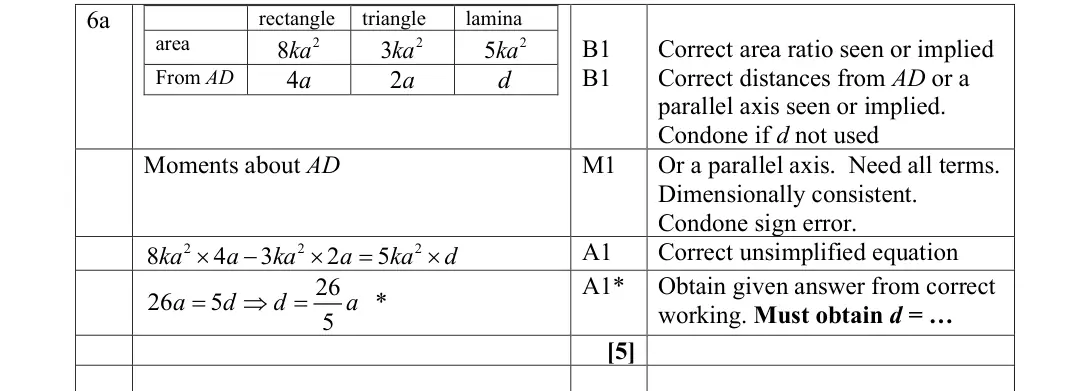 6a
rectangle triangle lamina
area 8ka² 3ka² 5ka²
From AD 4a 2a d
B1 Correct area ratio seen or implied
B1 Correct distances from AD or a
parallel axis seen or implied.
Condone if d not used
Moments about AD M1 Or a parallel axis. Need all terms.
Dimensionally consistent.
Condone sign error.
8ka² × 4a − 3ka² × 2a = 5ka² × d A1 Correct unsimplified equation
26a = 5d ⇒ d = 26/5 a * A1* Obtain given answer from correct
working. Must obtain d = …
[5]